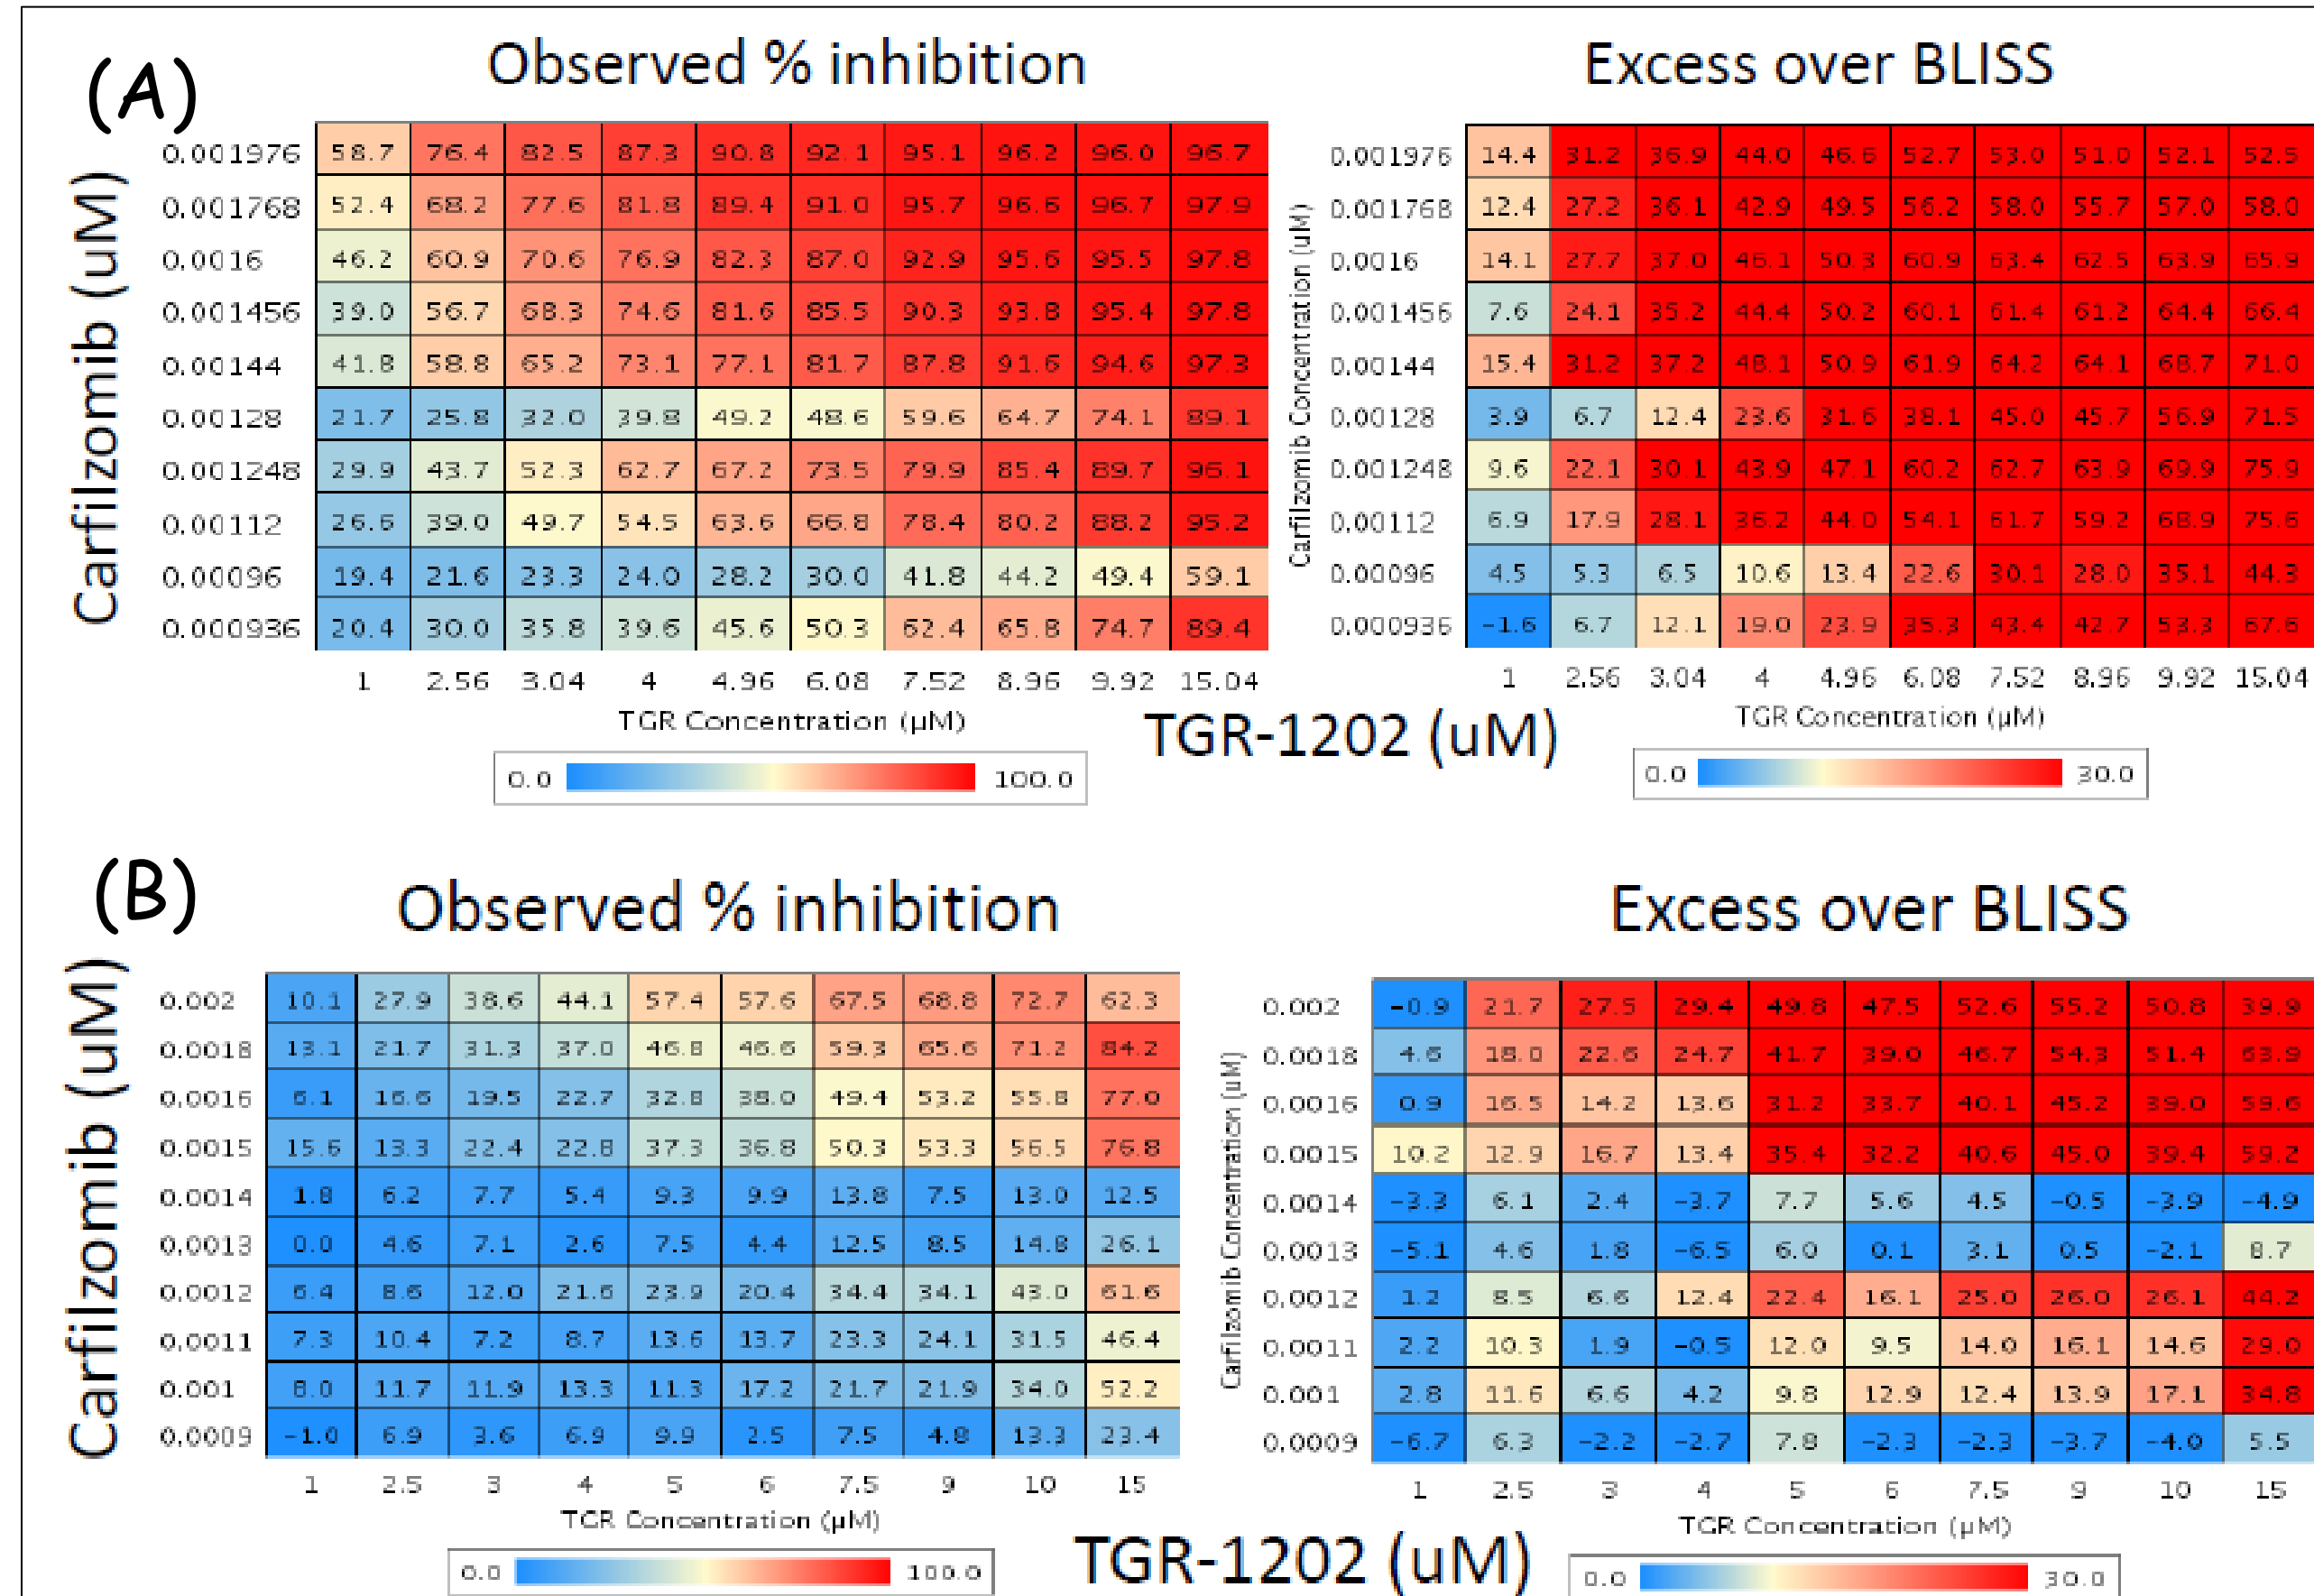 (A)
Observed % inhibition
Excess over BLISS
Carfilzomib (uM)
0.001976 58.7 76.4 82.5 87.3 90.8 92.1 95.1 96.2 96.0 96.7
0.001768 52.4 68.2 77.6 81.8 89.4 91.0 95.7 96.6 96.7 97.9
0.0016 46.2 60.9 70.6 76.9 82.3 87.0 92.9 95.6 95.5 97.8
0.001456 39.0 56.7 68.3 74.6 81.6 85.5 90.3 93.8 95.4 97.8
0.00144 41.8 58.8 65.2 73.1 77.1 81.7 87.8 91.6 94.6 97.3
0.00128 21.7 25.8 32.0 39.8 49.2 48.6 59.6 64.7 74.1 89.1
0.001248 29.9 43.7 52.3 62.7 67.2 73.5 79.9 85.4 89.7 96.1
0.00112 26.6 39.0 49.7 54.5 63.6 66.8 78.4 80.2 88.2 95.2
0.00096 19.4 21.6 23.3 24.0 28.2 30.0 41.8 44.2 49.4 59.1
0.000936 20.4 30.0 35.8 39.6 45.6 50.3 62.4 65.8 74.7 89.4
1 2.56 3.04 4 4.96 6.08 7.52 8.96 9.92 15.04
TGR Concentration (µM)
0.0 100.0
Carfilzomib Concentration (uM)
0.001976 14.4 31.2 36.9 44.0 46.6 52.7 53.0 51.0 52.1 52.5
0.001768 12.4 27.2 36.1 42.9 49.5 56.2 58.0 55.7 57.0 58.0
0.0016 14.1 27.7 37.0 46.1 50.3 60.9 63.4 62.5 63.9 65.9
0.001456 7.6 24.1 35.2 44.4 50.2 60.1 61.4 61.2 64.4 66.4
0.00144 15.4 31.2 37.2 48.1 50.9 61.9 64.2 64.1 68.7 71.0
0.00128 3.9 6.7 12.4 23.6 31.6 38.1 45.0 45.7 56.9 71.5
0.001248 9.6 22.1 30.1 43.9 47.1 60.2 62.7 63.9 69.9 75.9
0.00112 6.9 17.9 28.1 36.2 44.0 54.1 61.7 59.2 68.9 75.6
0.00096 4.5 5.3 6.5 10.6 13.4 22.6 30.1 28.0 35.1 44.3
0.000936 -1.6 6.7 12.1 19.0 23.9 35.3 43.4 42.7 53.3 67.6
1 2.56 3.04 4 4.96 6.08 7.52 8.96 9.92 15.04
TGR Concentration (µM)
TGR-1202 (uM)
0.0 30.0
(B)
Observed % inhibition
Excess over BLISS
Carfilzomib (uM)
0.002 10.1 27.9 38.6 44.1 57.4 57.6 67.5 68.8 72.7 62.3
0.0018 13.1 21.7 31.3 37.0 46.8 46.6 59.3 65.6 71.2 84.2
0.0016 6.1 16.6 19.5 22.7 32.8 38.0 49.4 53.2 55.8 77.0
0.0015 15.6 13.3 22.4 22.8 37.3 36.8 50.3 53.3 56.5 76.8
0.0014 1.8 6.2 7.7 5.4 9.3 9.9 13.8 7.5 13.0 12.5
0.0013 0.0 4.6 7.1 2.6 7.5 4.4 12.5 8.5 14.8 26.1
0.0012 6.4 8.6 12.0 21.6 23.9 20.4 34.4 34.1 43.0 61.6
0.0011 7.3 10.4 7.2 8.7 13.6 13.7 23.3 24.1 31.5 46.4
0.001 8.0 11.7 11.9 13.3 11.3 17.2 21.7 21.9 34.0 52.2
0.0009 -1.0 6.9 3.6 6.9 9.9 2.5 7.5 4.8 13.3 23.4
1 2.5 3 4 5 6 7.5 9 10 15
TGR Concentration (µM)
0.0 100.0
Carfilzomib Concentration (uM)
0.002 -0.9 21.7 27.5 29.4 49.8 47.5 52.6 55.2 50.8 39.9
0.0018 4.6 18.0 22.6 24.7 41.7 39.0 46.7 54.3 51.4 63.9
0.0016 0.9 16.5 14.2 13.6 31.2 33.7 40.1 45.2 39.0 59.6
0.0015 10.2 12.9 16.7 13.4 35.4 32.2 40.6 45.0 39.4 59.2
0.0014 -3.3 6.1 2.4 -3.7 7.7 5.6 4.5 -0.5 -3.9 -4.9
0.0013 -5.1 4.6 1.8 -6.5 6.0 0.1 3.1 0.5 -2.1 8.7
0.0012 1.2 8.5 6.6 12.4 22.4 16.1 25.0 26.0 26.1 44.2
0.0011 2.2 10.3 1.9 -0.5 12.0 9.5 14.0 16.1 14.6 29.0
0.001 2.8 11.6 6.6 4.2 9.8 12.9 12.4 13.9 17.1 34.8
0.0009 -6.7 6.3 -2.2 -2.7 7.8 -2.3 -2.3 -3.7 -4.0 5.5
1 2.5 3 4 5 6 7.5 9 10 15
TGR Concentration (µM)
TGR-1202 (uM)
0.0 30.0